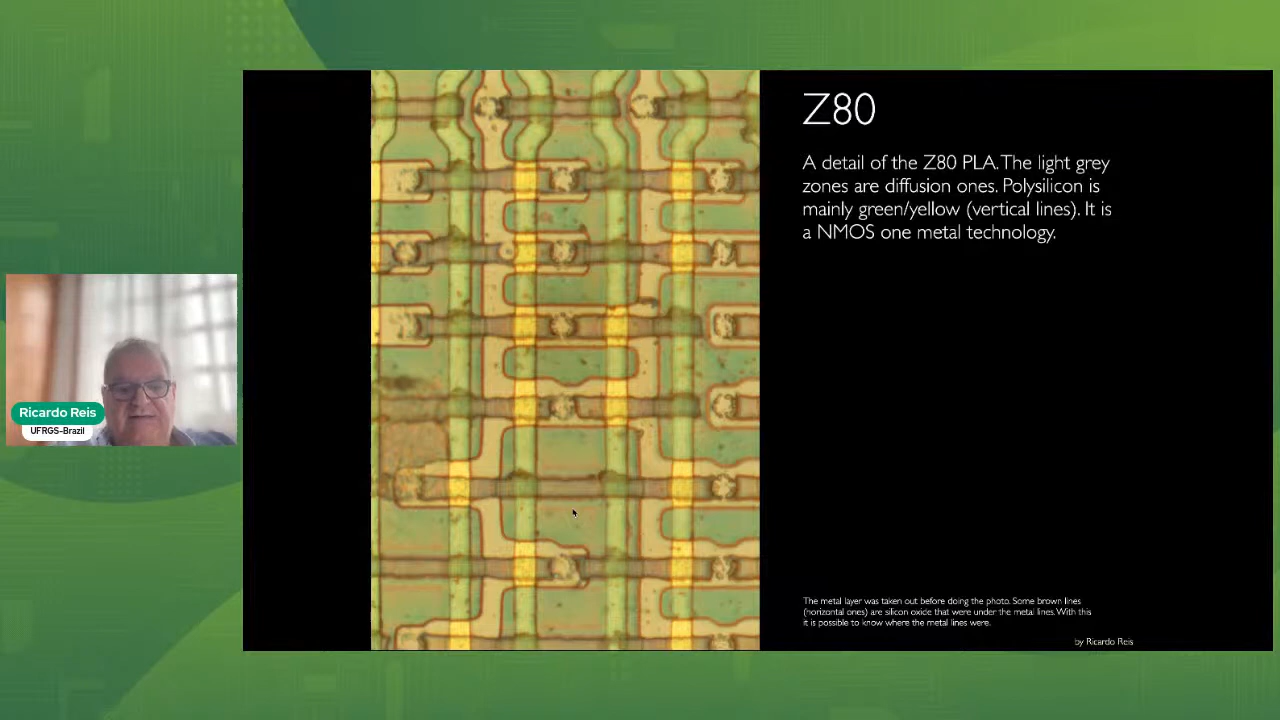 Z80
A detail of the Z80 PLA. The light grey
zones are diffusion ones. Polysilicon is
mainly green/yellow (vertical lines). It is
a NMOS one metal technology.
Ricardo Reis
UFRGS-Brazil
The metal layer was taken out before doing the photo. Some brown lines
(horizontal ones) are silicon oxide that were under the metal lines. With this
it is possible to know where the metal lines were.
by Ricardo Reis